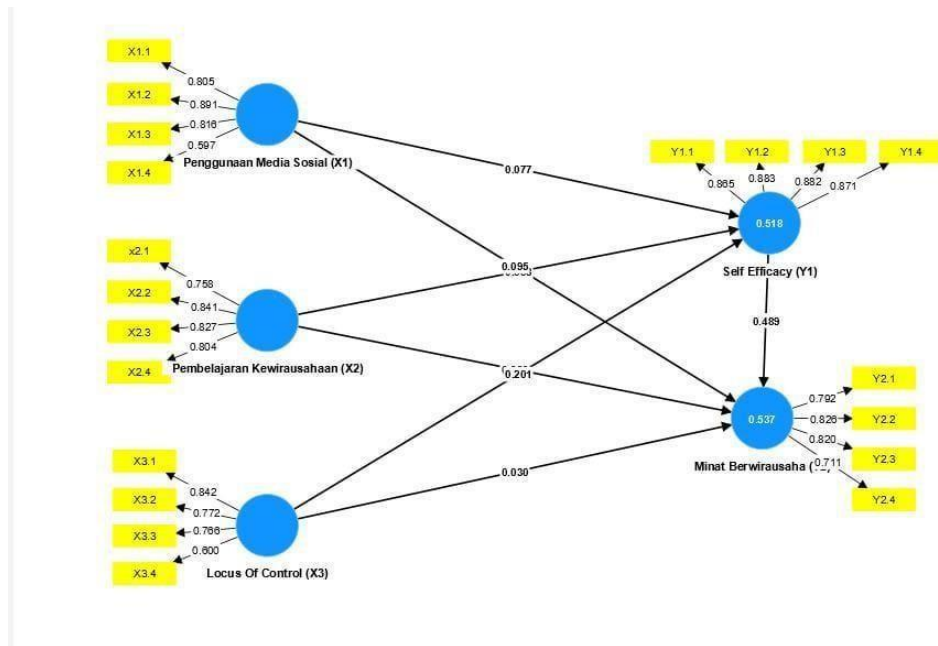 X1.1
X1.2
X1.3
X1.4
0.805
0.891
0.816
0.597
Penggunaan Media Sosial (X1)
x2.1
X2.2
X2.3
X2.4
0.758
0.841
0.827
0.804
Pembelajaran Kewirausahaan (X2)
X3.1
X3.2
X3.3
X3.4
0.842
0.772
0.766
0.600
Locus Of Control (X3)
0.077
0.095
0.201
0.030
Y1.1
Y1.2
Y1.3
Y1.4
0.865
0.883
0.882
0.871
0.518
Self Efficacy (Y1)
0.489
0.537
Minat Berwirausaha
Y2.1
Y2.2
Y2.3
Y2.4
0.792
0.826
0.820
0.711